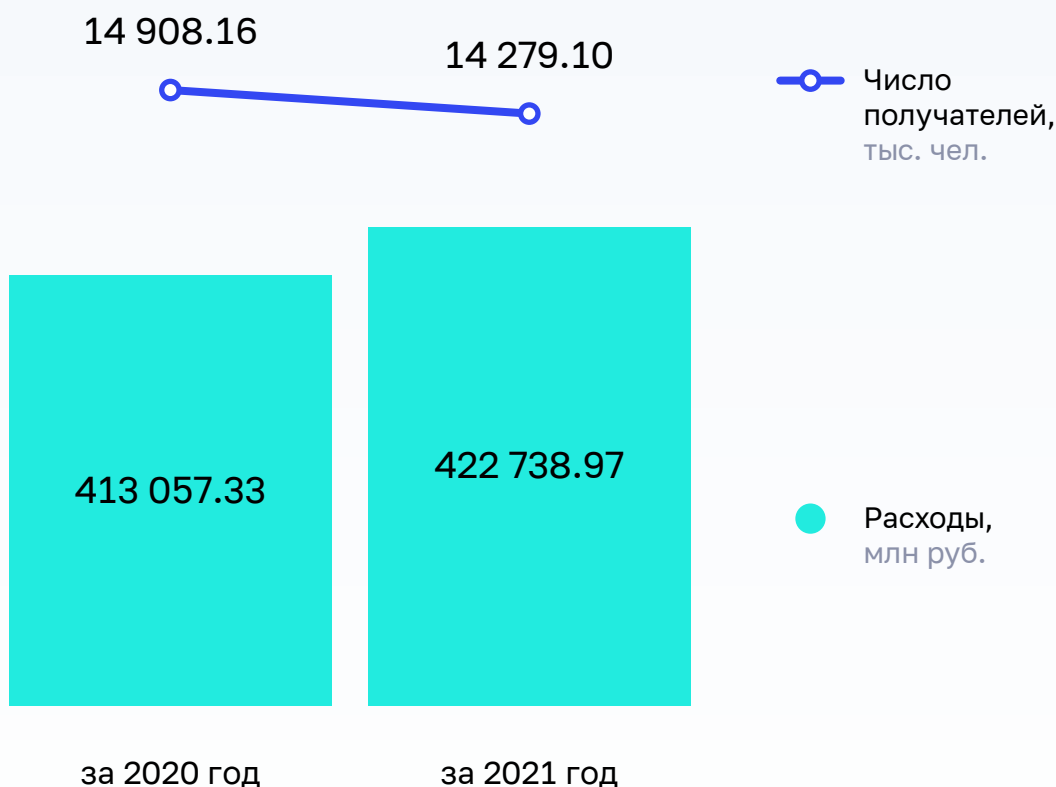 14 908.16
14 279.10
Число
получателей,
тыс. чел.
413 057.33
422 738.97
Расходы,
млн руб.
за 2020 год
за 2021 год